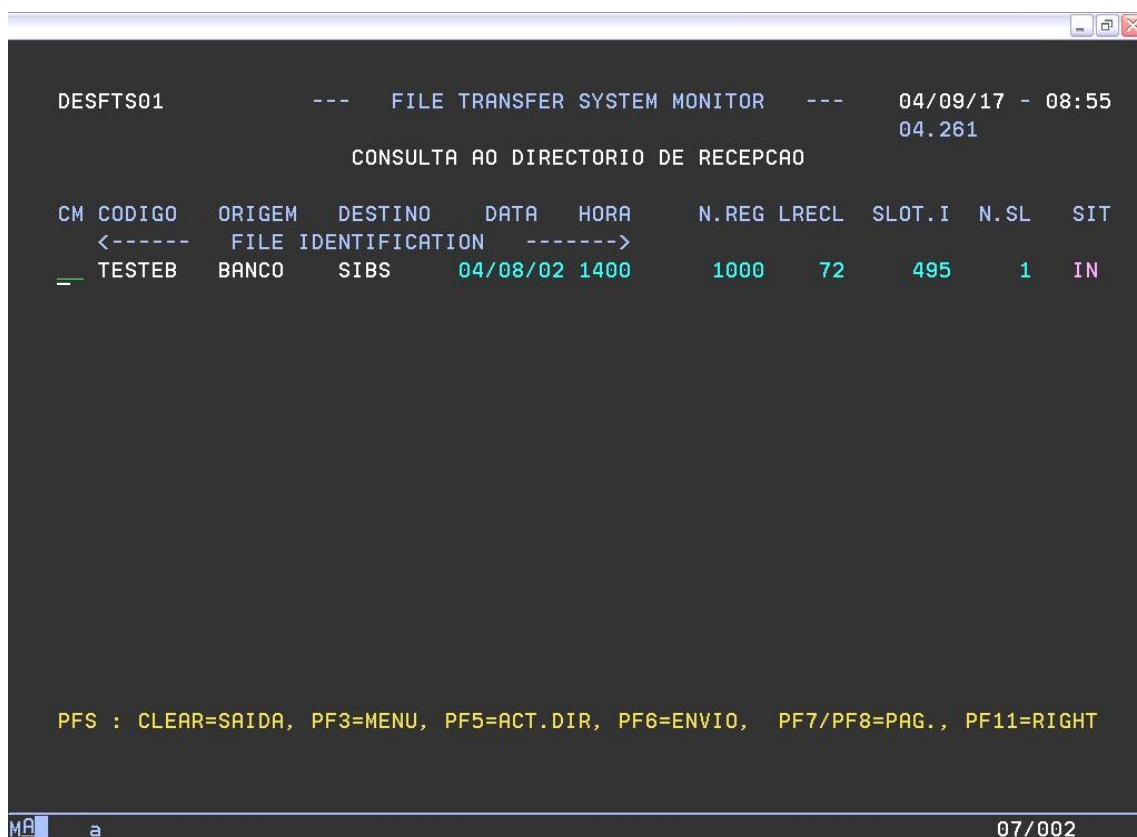 DESFTS01 --- FILE TRANSFER SYSTEM MONITOR --- 04/09/17 - 08:55
04.261
CONSULTA AO DIRECTORIO DE RECEPCAO
CM CODIGO ORIGEM DESTINO DATA HORA N.REG LRECL SLOT.I N.SL SIT
<------ FILE IDENTIFICATION ------->
__ TESTEB BANCO SIBS 04/08/02 1400 1000 72 495 1 IN
PFS : CLEAR=SAIDA, PF3=MENU, PF5=ACT.DIR, PF6=ENVIO, PF7/PF8=PAG., PF11=RIGHT
MA a 07/002